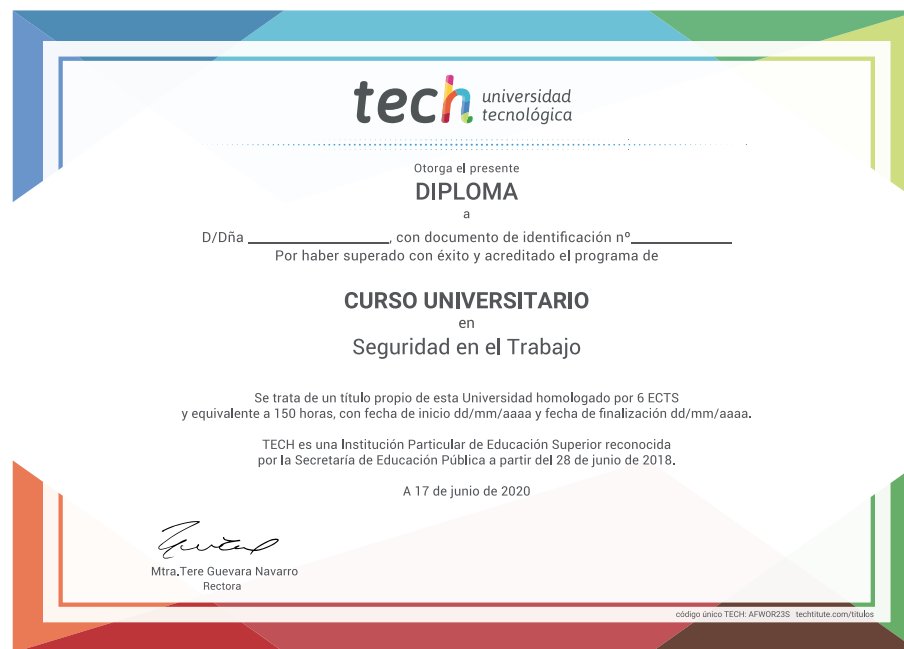 tech universidad
tecnológica
Otorga el presente
DIPLOMA
a
D/Dña ____________________, con documento de identificación nº______________
Por haber superado con éxito y acreditado el programa de
CURSO UNIVERSITARIO
en
Seguridad en el Trabajo
Se trata de un título propio de esta Universidad homologado por 6 ECTS
y equivalente a 150 horas, con fecha de inicio dd/mm/aaaa y fecha de finalización dd/mm/aaaa.
TECH es una Institución Particular de Educación Superior reconocida
por la Secretaría de Educación Pública a partir del 28 de junio de 2018.
A 17 de junio de 2020
Mtra.Tere Guevara Navarro
Rectora
código único TECH: AFWOR23S techtitute.com/titulos